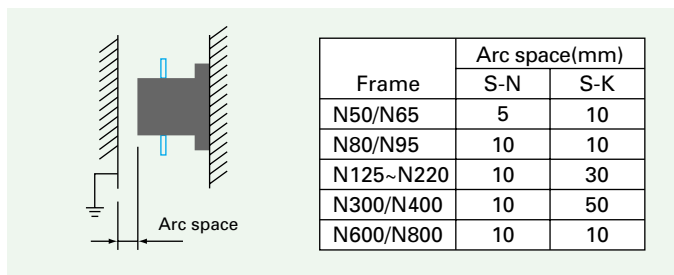 Arc space
Arc space(mm)
Frame S-N S-K
N50/N65 5 10
N80/N95 10 10
N125~N220 10 30
N300/N400 10 50
N600/N800 10 10